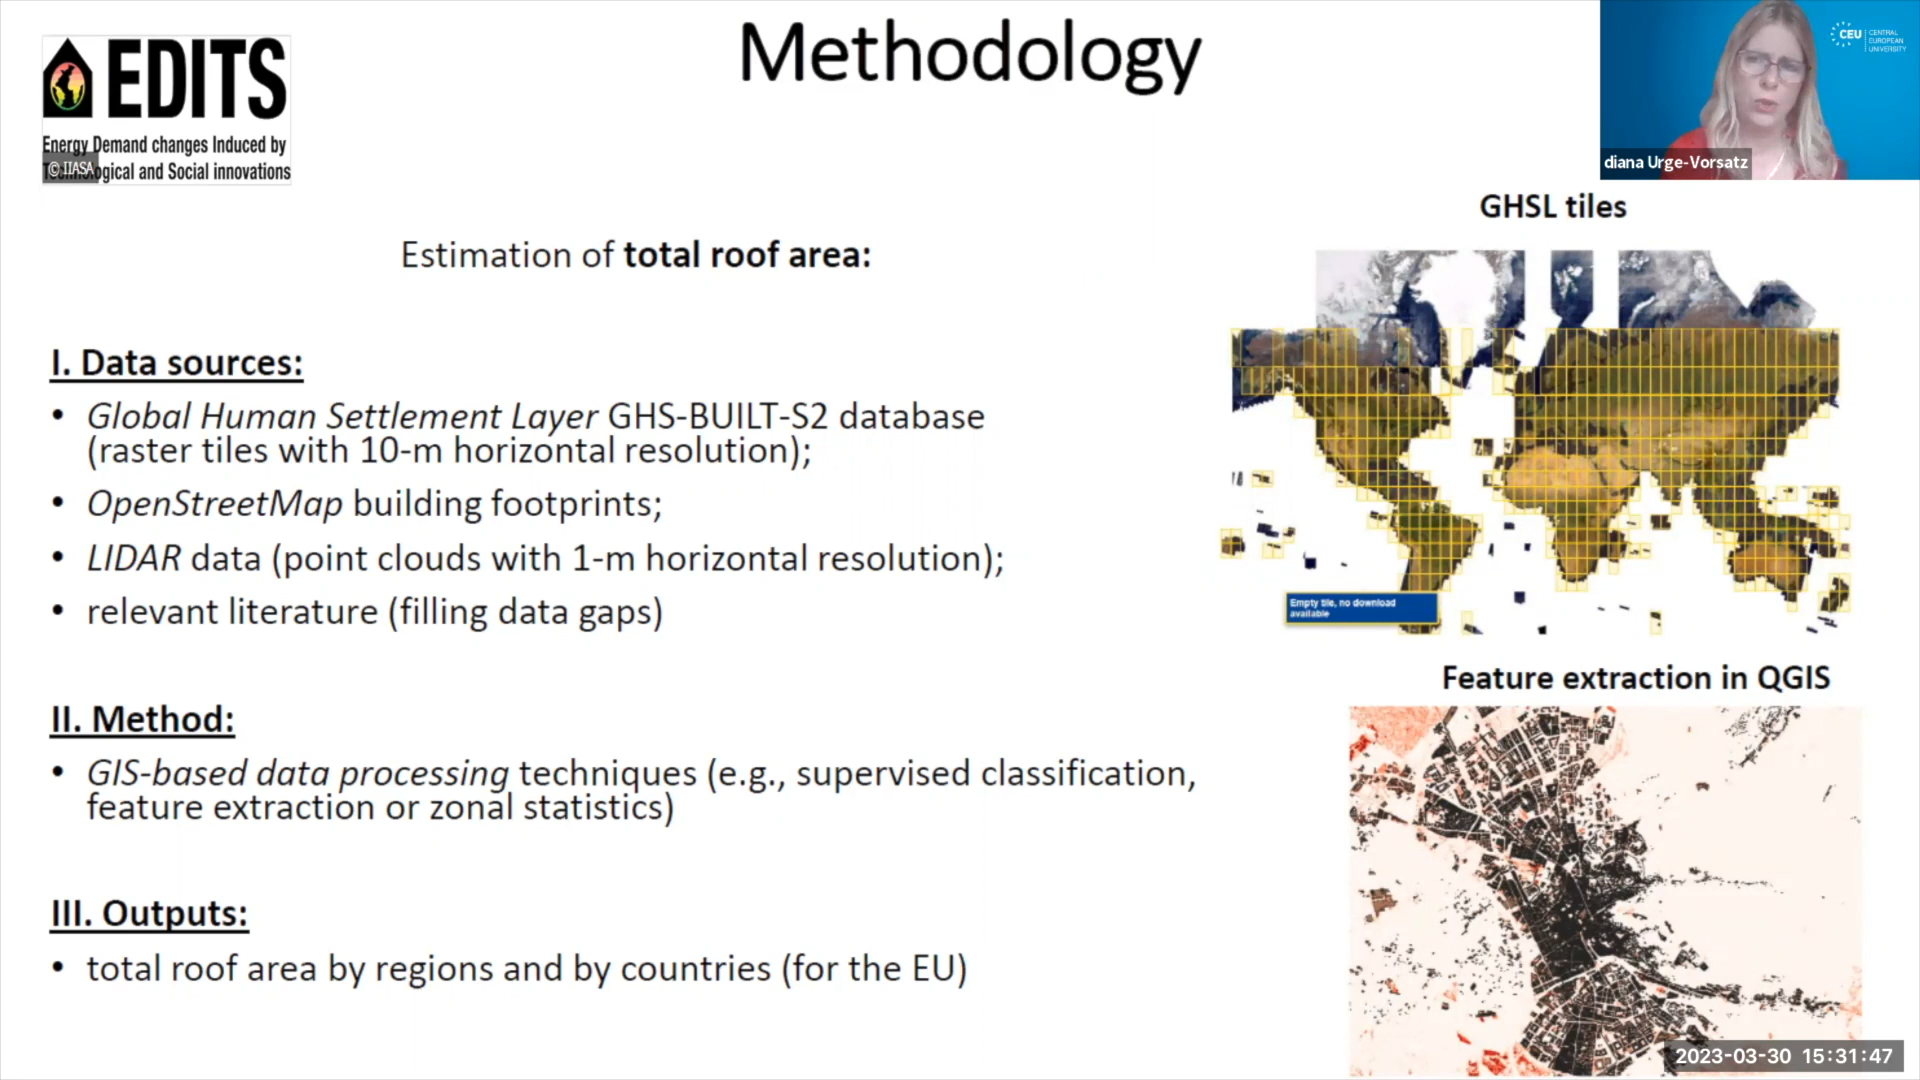 Methodology
EDITS
Energy Demand changes Induced by
ogical and Social innovations
© IIASA
CEU CENTRAL
EUROPEAN
UNIVERSITY
diana Urge-Vorsatz
GHSL tiles
Estimation of total roof area:
I. Data sources:
• Global Human Settlement Layer GHS-BUILT-S2 database
(raster tiles with 10-m horizontal resolution);
• OpenStreetMap building footprints;
• LIDAR data (point clouds with 1-m horizontal resolution);
• relevant literature (filling data gaps)
Empty tile, no download
available
Feature extraction in QGIS
II. Method:
• GIS-based data processing techniques (e.g., supervised classification,
feature extraction or zonal statistics)
III. Outputs:
• total roof area by regions and by countries (for the EU)
2023-03-30 15:31:47